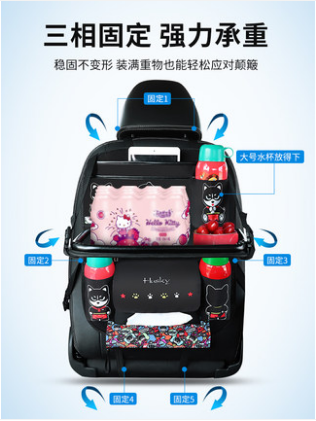 三相固定 强力承重
稳固不变形 装满重物也能轻松应对颠簸
固定1
大号水杯放得下
Hello Kitty
固定2
固定3
Husky
固定4
固定5